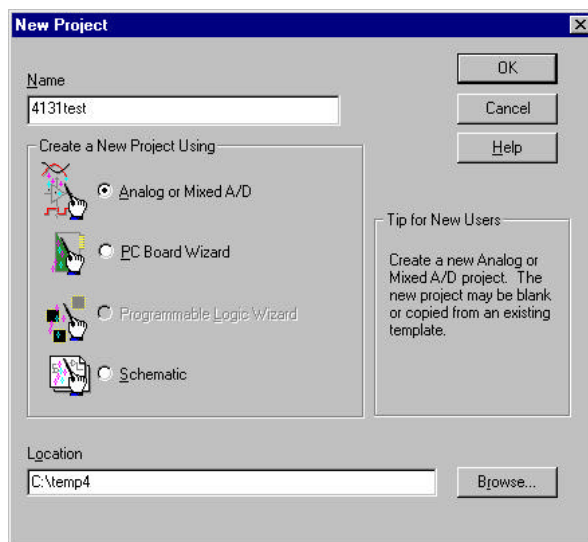 New Project
Name
4131test
OK
Cancel
Help
Create a New Project Using
Analog or Mixed A/D
PC Board Wizard
Programmable Logic Wizard
Schematic
Tip for New Users
Create a new Analog or
Mixed A/D project. The
new project may be blank
or copied from an existing
template.
Location
C:\temp4
Browse...